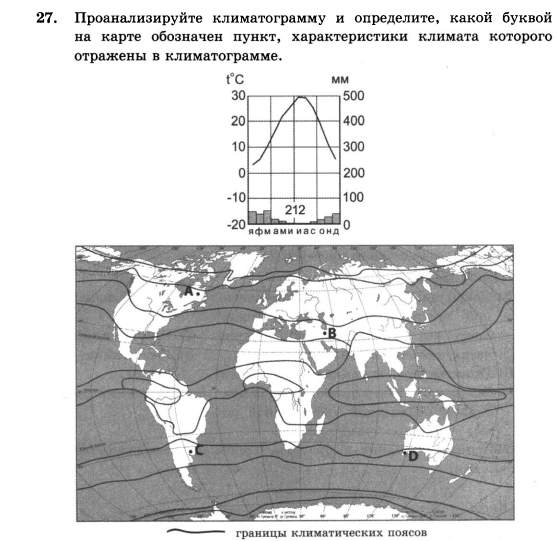 27. Проанализируйте климатограмму и определите, какой буквой
на карте обозначен пункт, характеристики климата которого
отражены в климатограмме.
t°C мм
30 500
20 400
10 300
0 200
-10 100
-20 0
212
я ф м а м и и а с о н д
A
B
C
D
границы климатических поясов